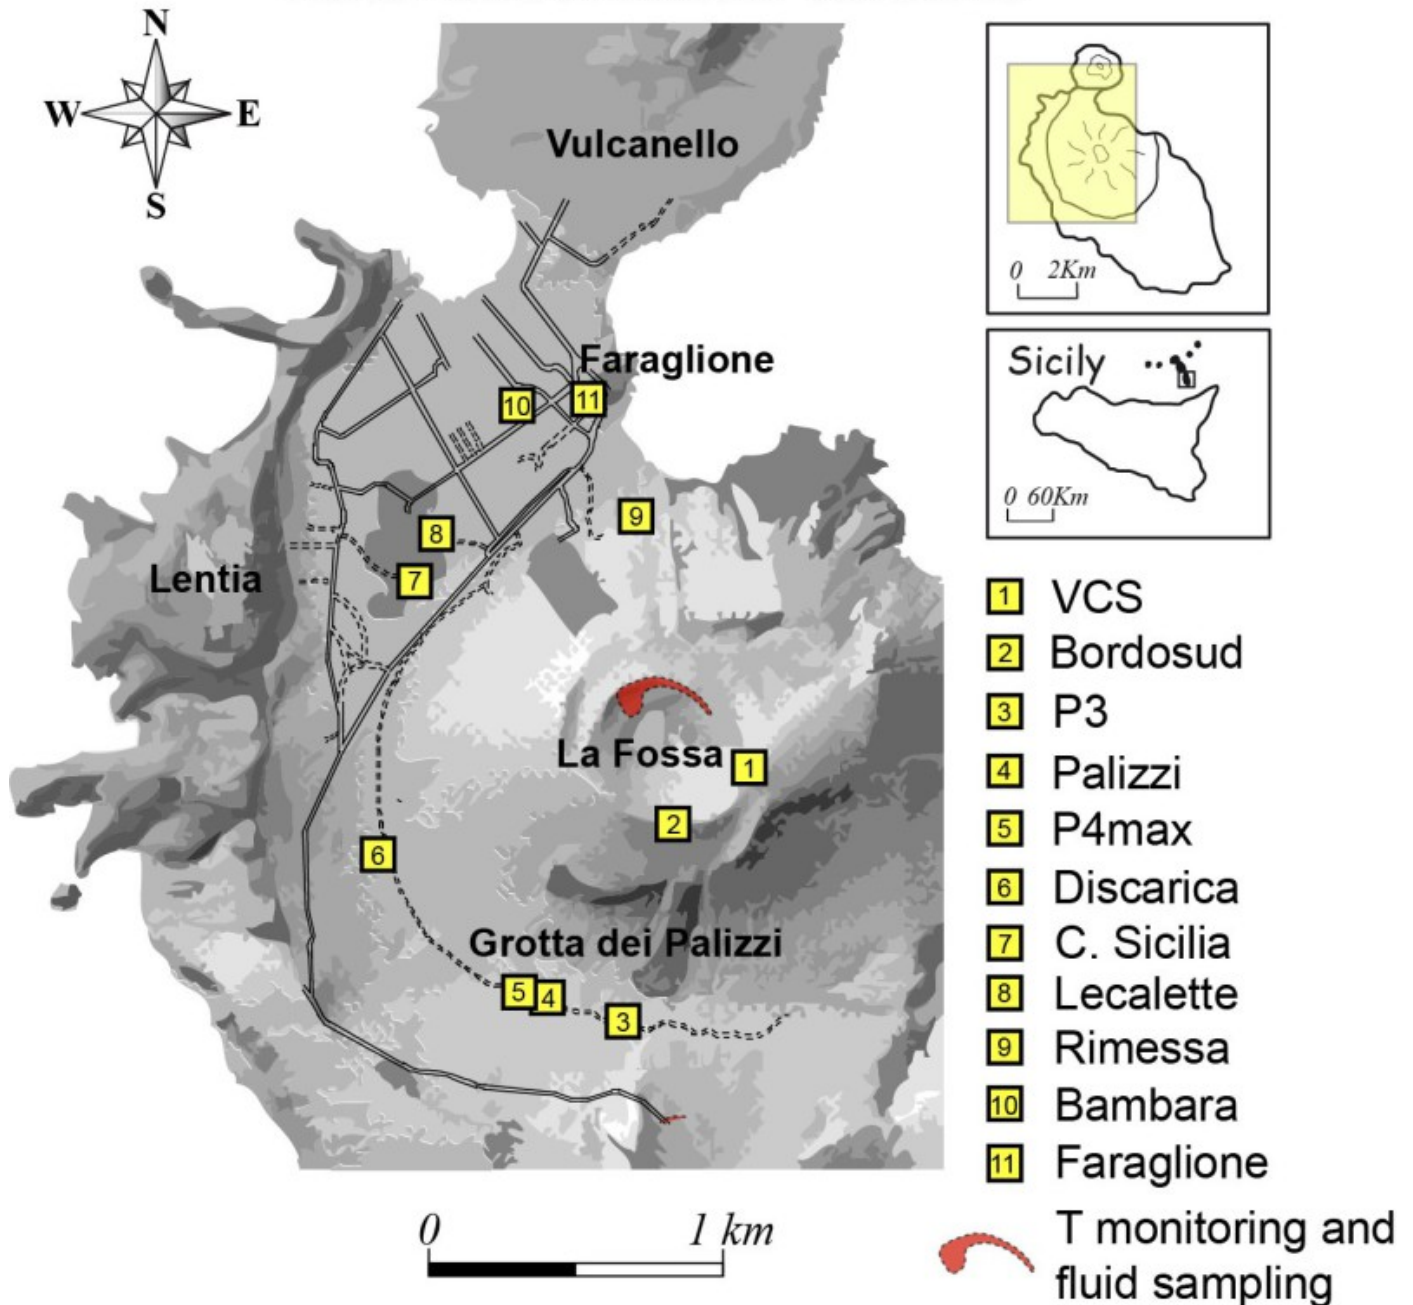 N
W
E
S
Vulcanello
Faraglione
10
11
9
8
7
Lentia
La Fossa
1
2
6
Grotta dei Palizzi
5
4
3
0 2Km
Sicily
0 60Km
1 VCS
2 Bordosud
3 P3
4 Palizzi
5 P4max
6 Discarica
7 C. Sicilia
8 Lecalette
9 Rimessa
10 Bambara
11 Faraglione
T monitoring and
fluid sampling
0 1 km